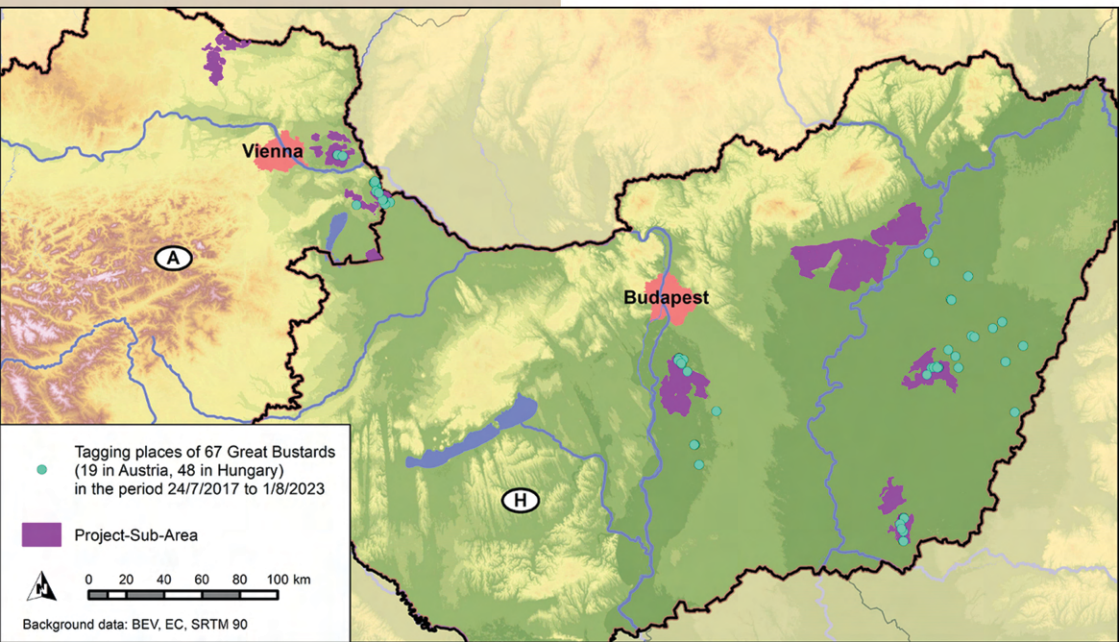 Vienna
A
Budapest
H
Tagging places of 67 Great Bustards
(19 in Austria, 48 in Hungary)
in the period 24/7/2017 to 1/8/2023
Project-Sub-Area
N
0 20 40 60 80 100 km
Background data: BEV, EC, SRTM 90